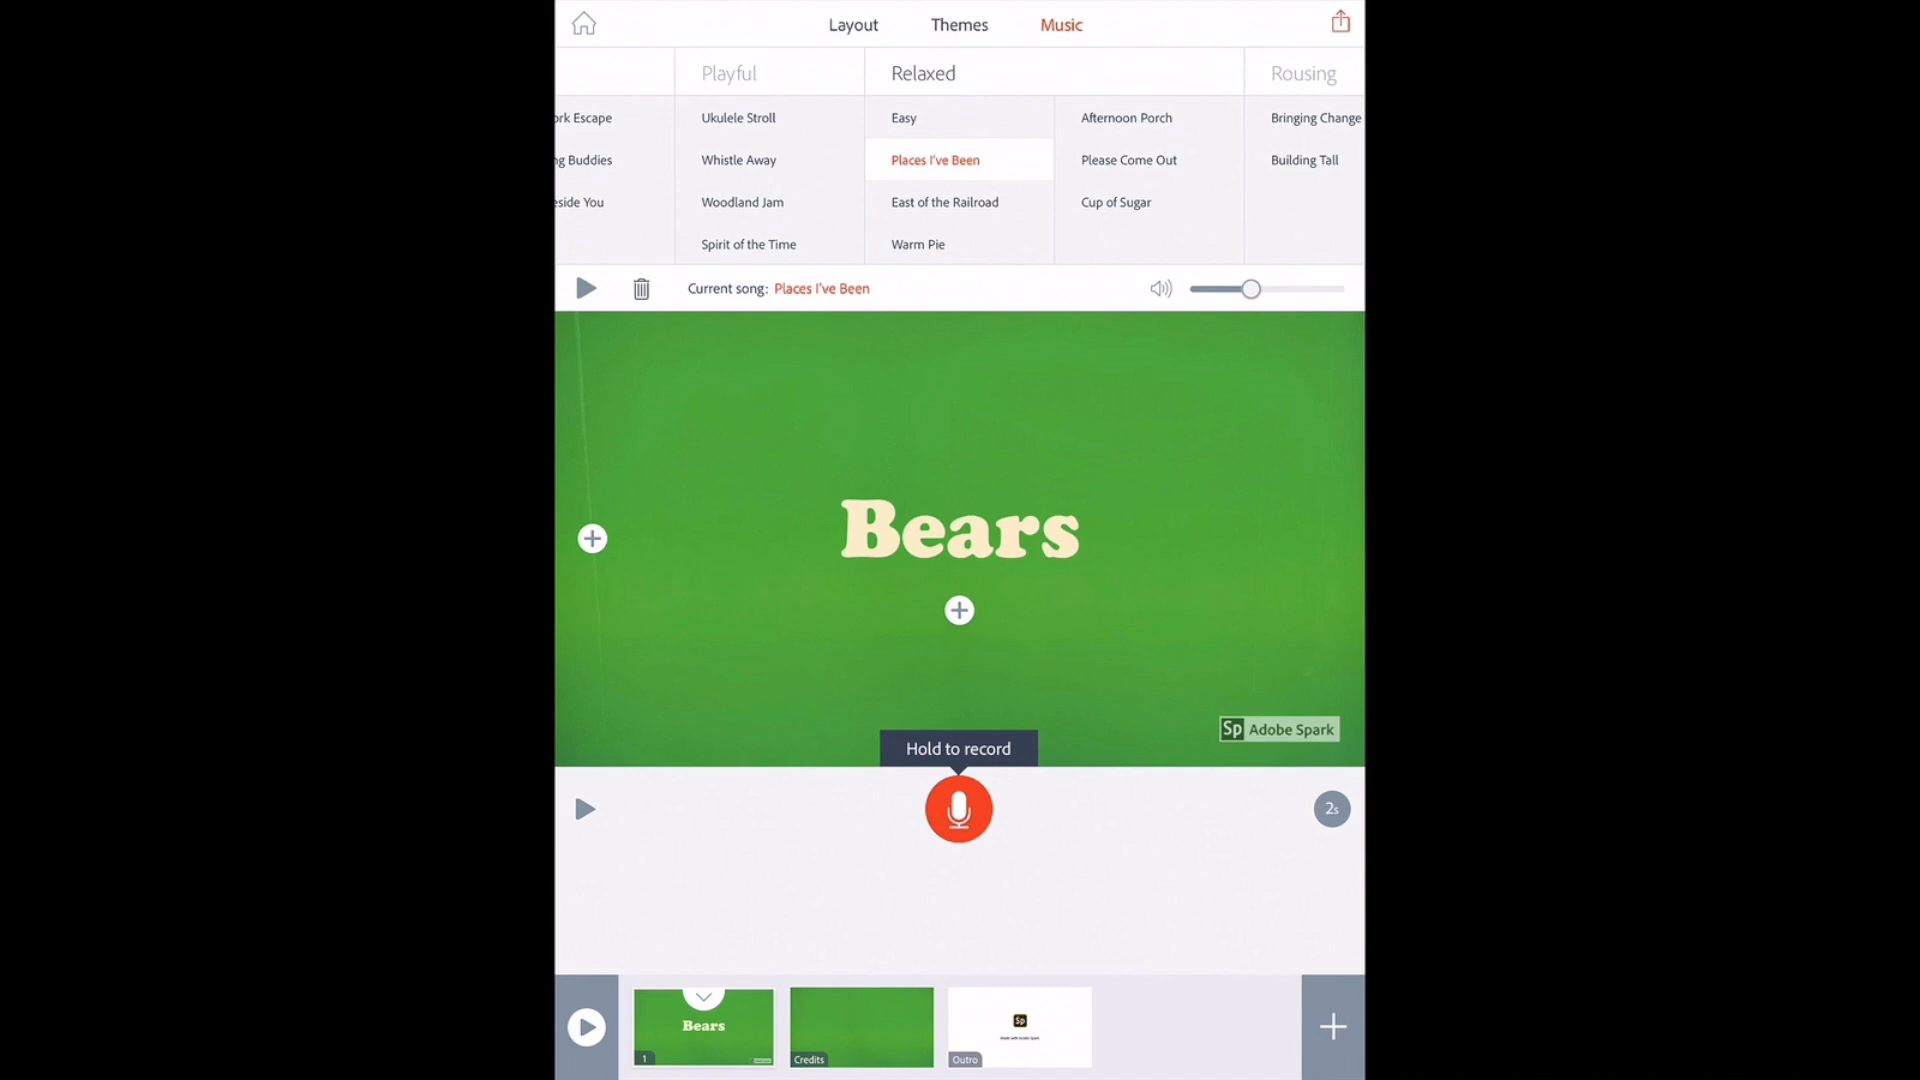 Layout
Themes
Music
Playful
Relaxed
Rousing
ork Escape
Ukulele Stroll
Easy
Afternoon Porch
Bringing Change
ng Buddies
Whistle Away
Places I've Been
Please Come Out
Building Tall
eside You
Woodland Jam
East of the Railroad
Cup of Sugar
Spirit of the Time
Warm Pie
Current song: Places I've Been
Bears
Sp Adobe Spark
Hold to record
2s
Bears
1
Credits
Sp
Outro